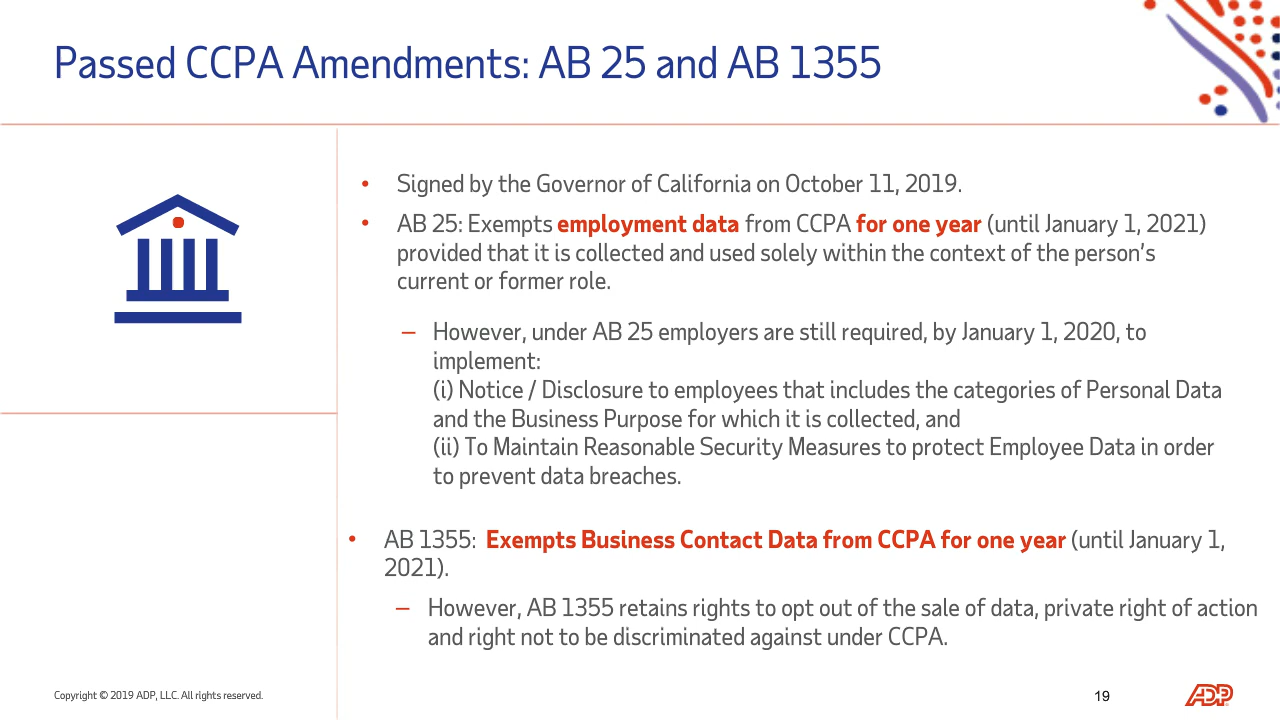 Passed CCPA Amendments: AB 25 and AB 1355
• Signed by the Governor of California on October 11, 2019.
• AB 25: Exempts employment data from CCPA for one year (until January 1, 2021)
provided that it is collected and used solely within the context of the person's
current or former role.
– However, under AB 25 employers are still required, by January 1, 2020, to
implement:
(i) Notice / Disclosure to employees that includes the categories of Personal Data
and the Business Purpose for which it is collected, and
(ii) To Maintain Reasonable Security Measures to protect Employee Data in order
to prevent data breaches.
• AB 1355:  Exempts Business Contact Data from CCPA for one year (until January 1,
2021).
– However, AB 1355 retains rights to opt out of the sale of data, private right of action
and right not to be discriminated against under CCPA.
Copyright © 2019 ADP, LLC. All rights reserved.
19
ADP